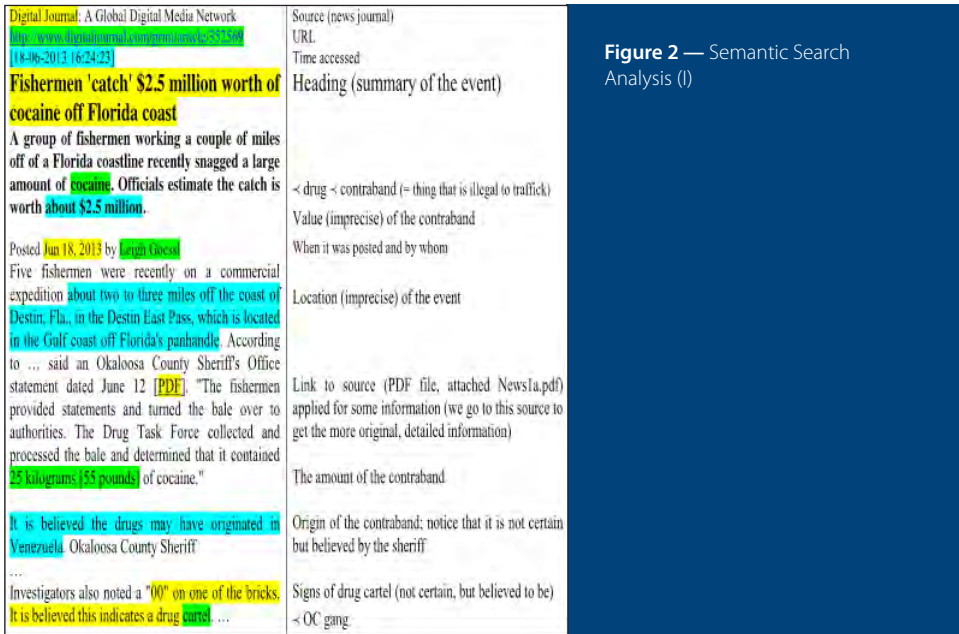 Digital Journal: A Global Digital Media Network
http://www.digitaljournal.com/print/article/352569
[18-06-2013 16:24:23]
Fishermen 'catch' $2.5 million worth of
cocaine off Florida coast
A group of fishermen working a couple of miles
off of a Florida coastline recently snagged a large
amount of cocaine. Officials estimate the catch is
worth about $2.5 million.
Posted Jun 18, 2013 by Leigh Goessl
Five fishermen were recently on a commercial
expedition about two to three miles off the coast of
Destin, Fla., in the Destin East Pass, which is located
in the Gulf coast off Florida's panhandle. According
to … said an Okaloosa County Sheriff's Office
statement dated June 12 [PDF]. "The fishermen
provided statements and turned the bale over to
authorities. The Drug Task Force collected and
processed the bale and determined that it contained
25 kilograms [55 pounds] of cocaine."
It is believed the drugs may have originated in
Venezuela. Okaloosa County Sheriff
…
Investigators also noted a "00" on one of the bricks.
It is believed this indicates a drug cartel. …
Source (news journal)
URL
Time accessed
Heading (summary of the event)
≺ drug ≺ contraband (= thing that is illegal to traffick)
Value (imprecise) of the contraband
When it was posted and by whom
Location (imprecise) of the event
Link to source (PDF file, attached News1a.pdf)
applied for some information (we go to this source to
get the more original, detailed information)
The amount of the contraband
Origin of the contraband; notice that it is not certain
but believed by the sheriff
Signs of drug cartel (not certain, but believed to be)
≺ OC gang
Figure 2 — Semantic Search
Analysis (I)